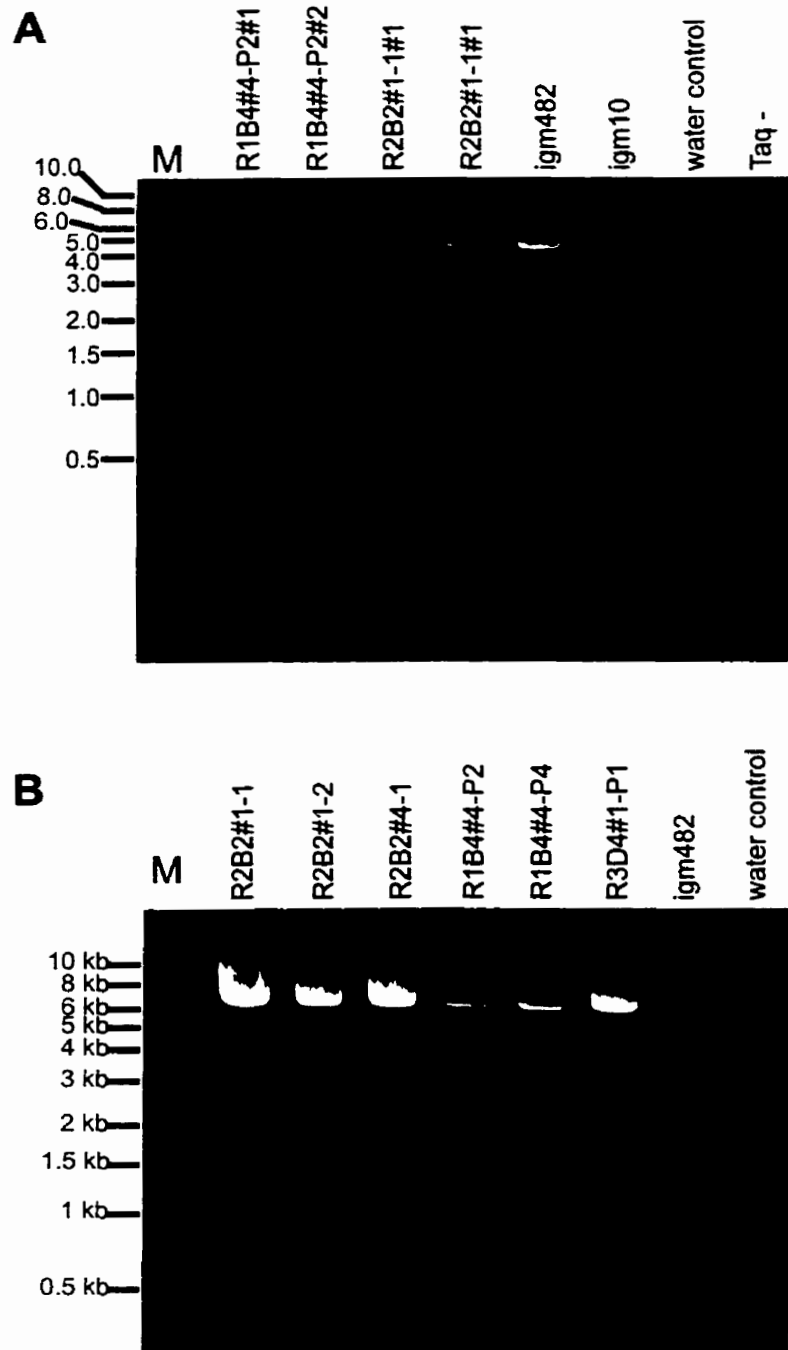 A
M
R1B4#4-P2#1
R1B4#4-P2#2
R2B2#1-1#1
R2B2#1-1#1
igm482
igm10
water control
Taq -
10.0
8.0
6.0
5.0
4.0
3.0
2.0
1.5
1.0
0.5
B
M
R2B2#1-1
R2B2#1-2
R2B2#4-1
R1B4#4-P2
R1B4#4-P4
R3D4#1-P1
igm482
water control
10 kb
8 kb
6 kb
5 kb
4 kb
3 kb
2 kb
1.5 kb
1 kb
0.5 kb